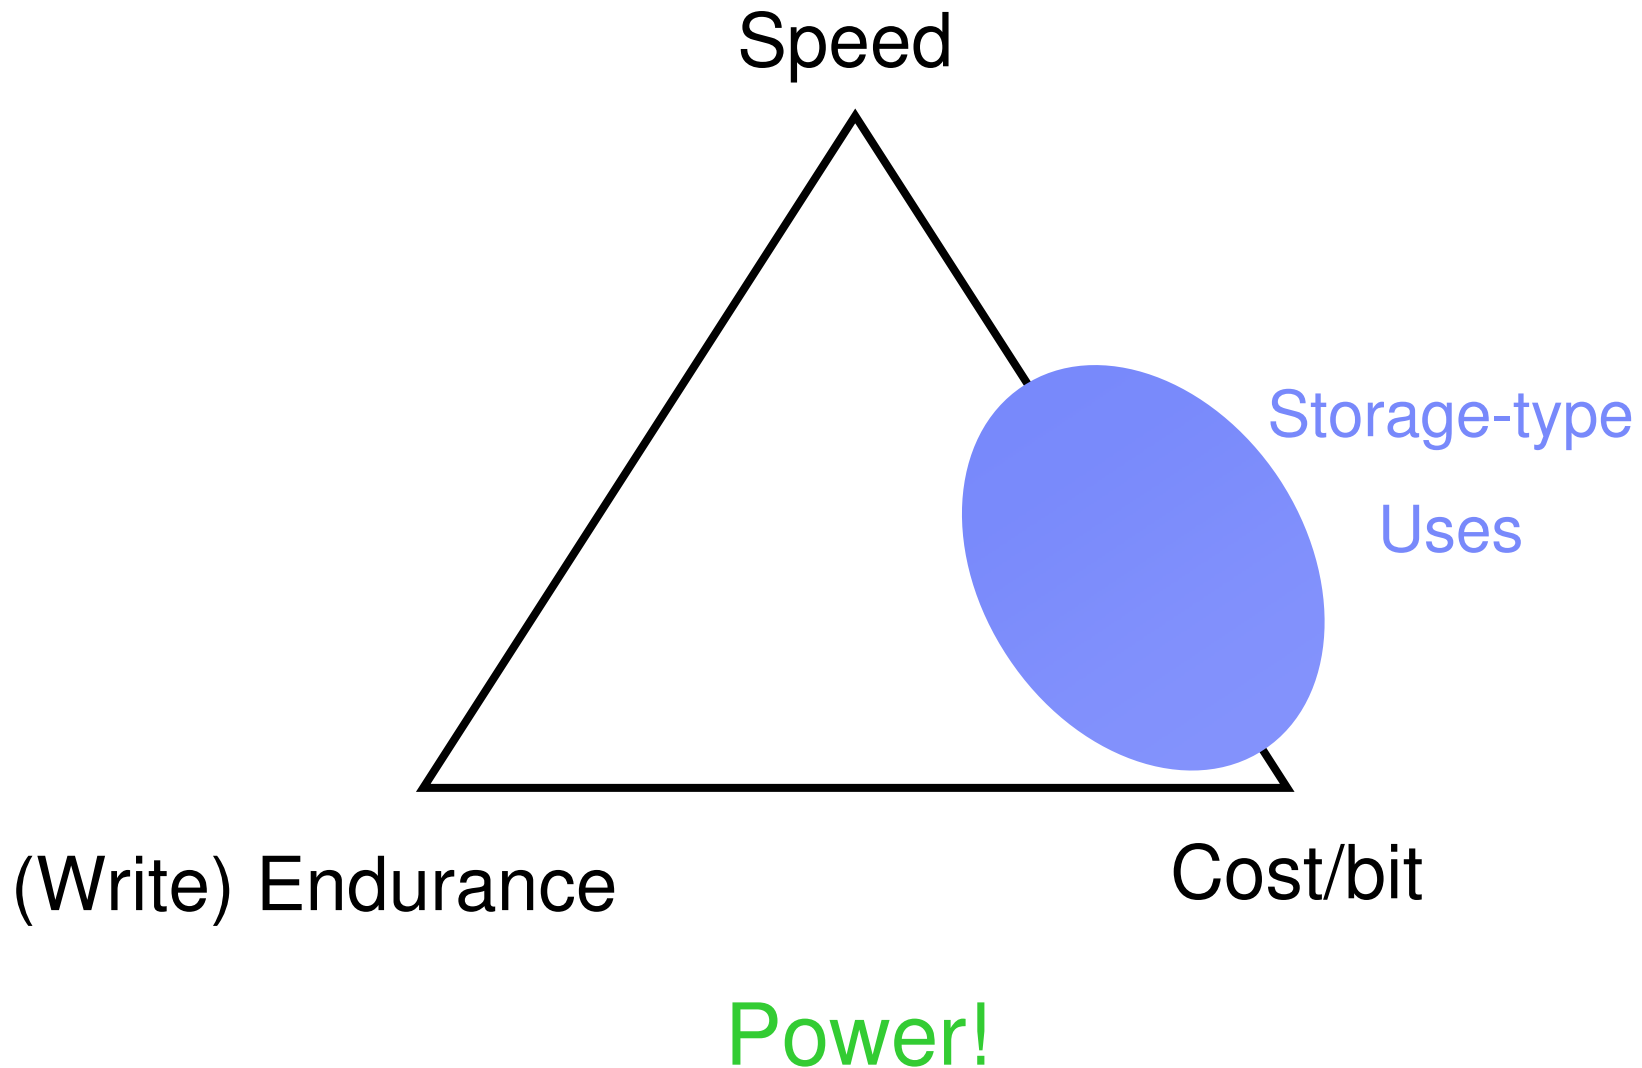 Speed
Storage-type
Uses
(Write) Endurance
Cost/bit
Power!